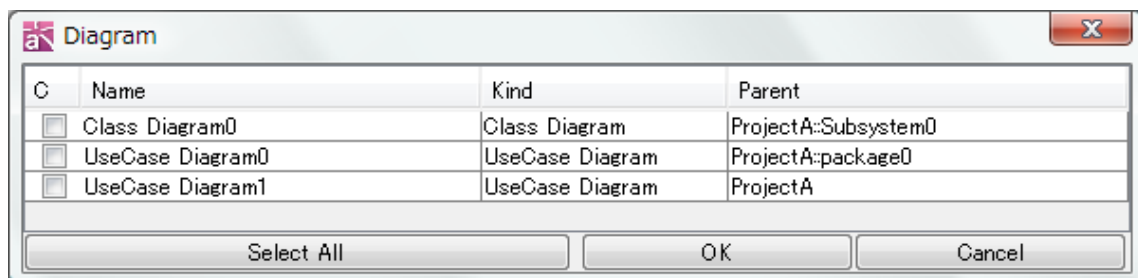 Diagram
C Name Kind Parent
Class Diagram0 Class Diagram ProjectA::Subsystem0
UseCase Diagram0 UseCase Diagram ProjectA::package0
UseCase Diagram1 UseCase Diagram ProjectA
Select All OK Cancel